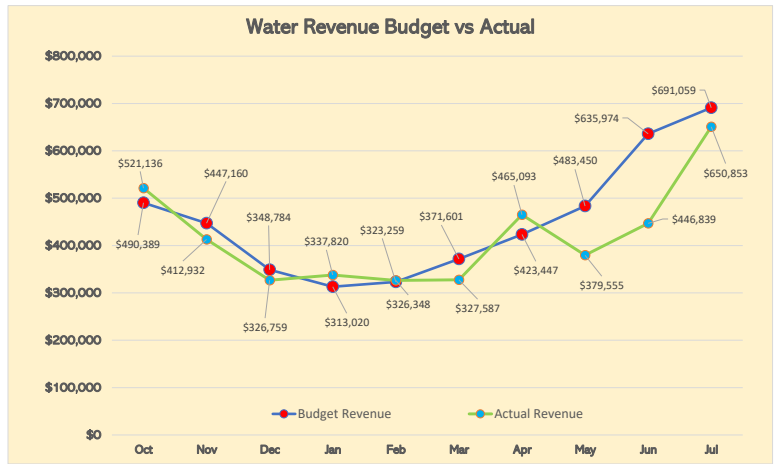 Water Revenue Budget vs Actual
$800,000
$700,000
$600,000
$500,000
$400,000
$300,000
$200,000
$100,000
$0
$521,136
$490,389
$447,160
$412,932
$348,784
$326,759
$337,820
$313,020
$323,259
$326,348
$371,601
$327,587
$465,093
$423,447
$483,450
$379,555
$635,974
$446,839
$691,059
$650,853
Budget Revenue
Actual Revenue
Oct
Nov
Dec
Jan
Feb
Mar
Apr
May
Jun
Jul